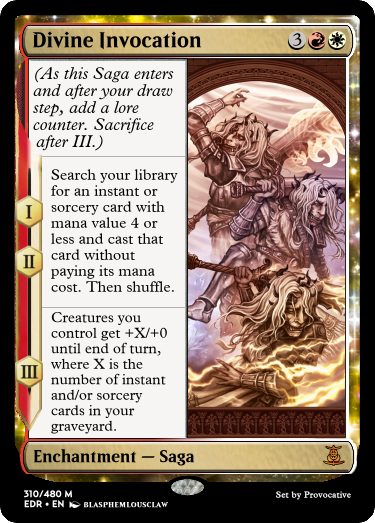 Divine Invocation 3
(As this Saga enters
and after your draw
step, add a lore
counter. Sacrifice
after III.)
I
II
Search your library
for an instant or
sorcery card with
mana value 4 or
less and cast that
card without
paying its mana
cost. Then shuffle.
III
Creatures you
control get +X/+0
until end of turn,
where X is the
number of instant
and/or sorcery
cards in your
graveyard.
Enchantment — Saga
310/480 M
EDR • EN BLASPHEMLOUSCLAW
Set by Provocative